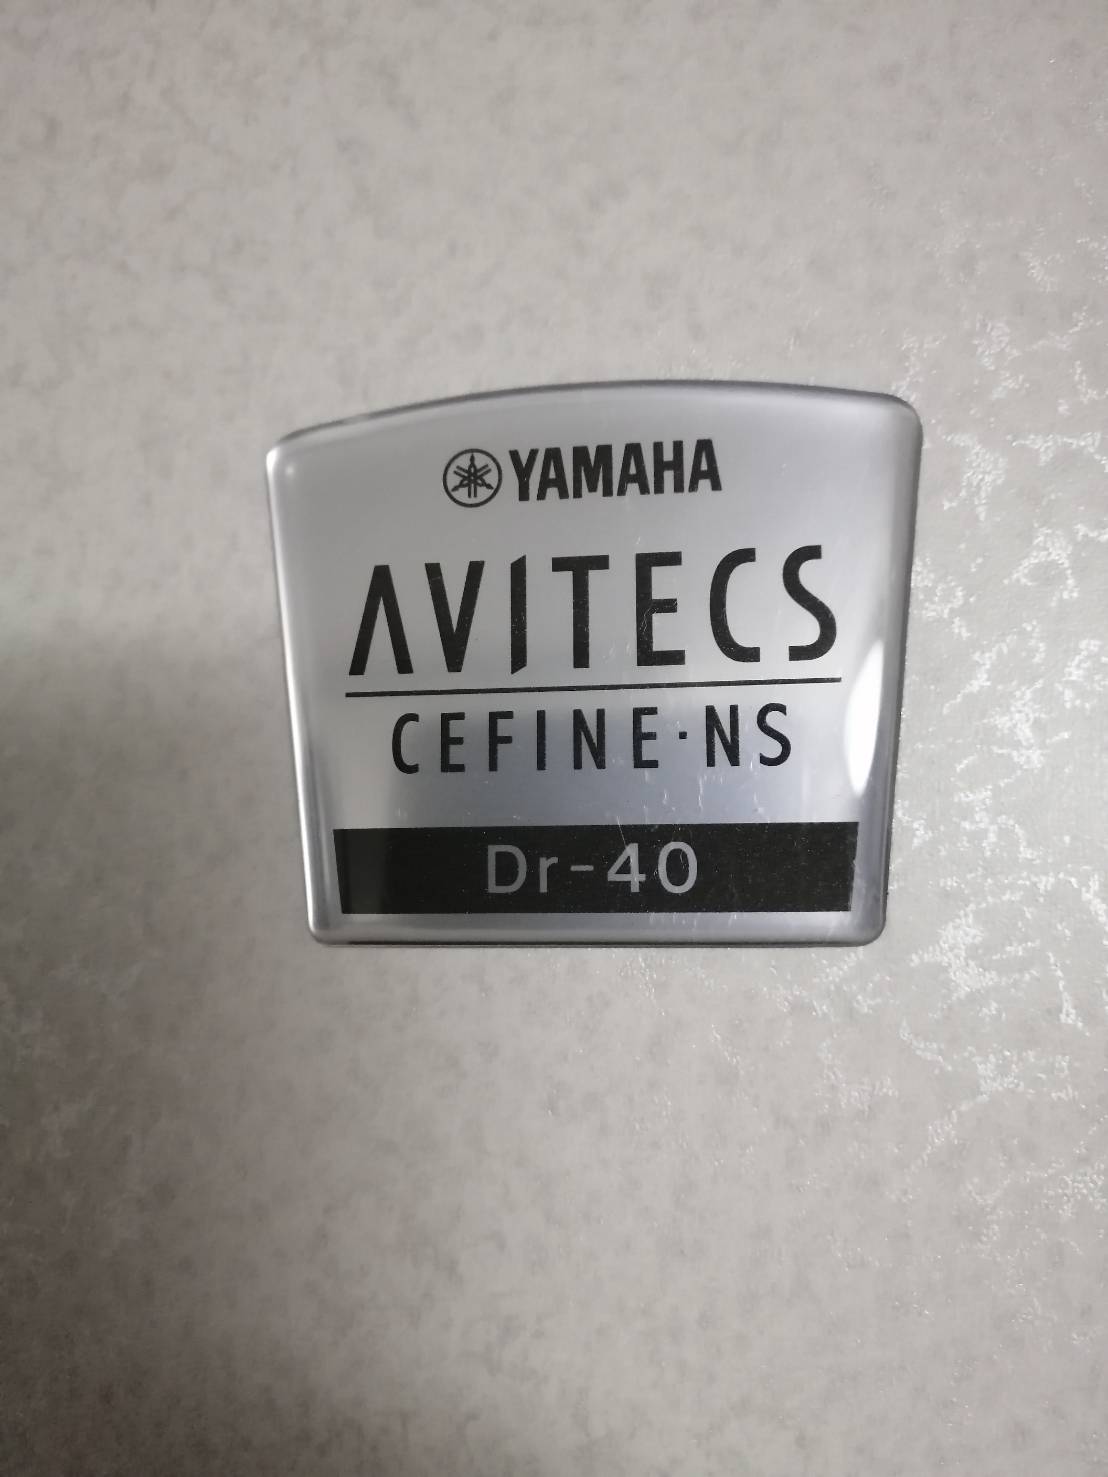 YAMAHA
AVITECS
CEFINE·NS
Dr-40